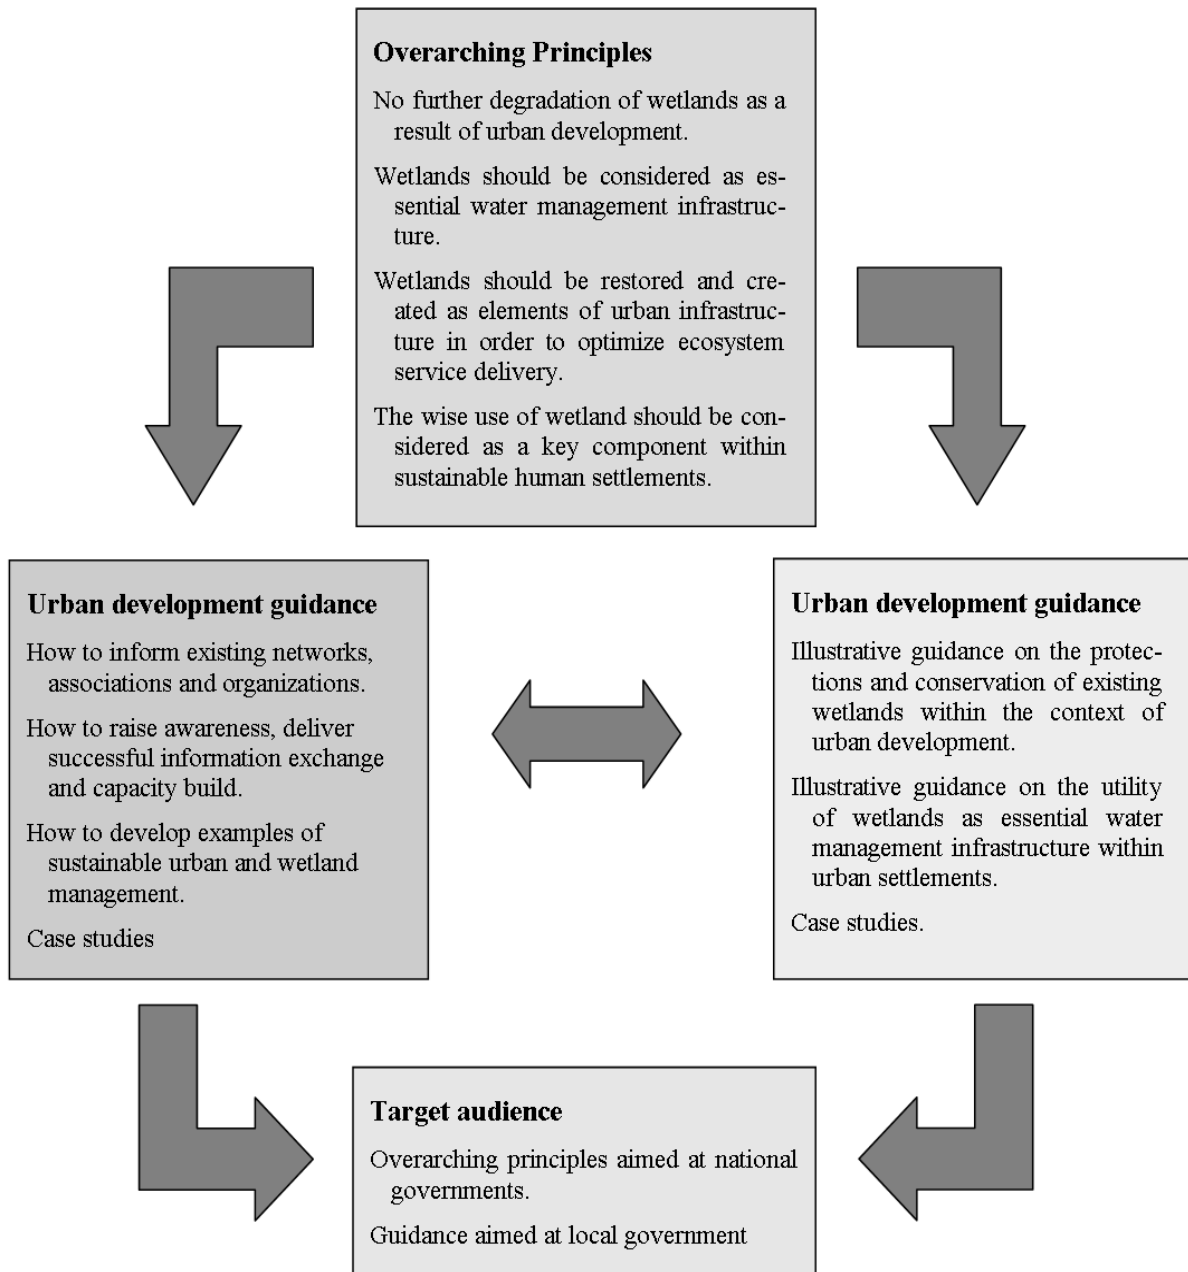 Overarching Principles
No further degradation of wetlands as a
result of urban development.
Wetlands should be considered as es-
sential water management infrastruc-
ture.
Wetlands should be restored and cre-
ated as elements of urban infrastruc-
ture in order to optimize ecosystem
service delivery.
The wise use of wetland should be con-
sidered as a key component within
sustainable human settlements.
Urban development guidance
How to inform existing networks,
associations and organizations.
How to raise awareness, deliver
successful information exchange
and capacity build.
How to develop examples of
sustainable urban and wetland
management.
Case studies
Urban development guidance
Illustrative guidance on the protec-
tions and conservation of existing
wetlands within the context of
urban development.
Illustrative guidance on the utility
of wetlands as essential water
management infrastructure within
urban settlements.
Case studies.
Target audience
Overarching principles aimed at national
governments.
Guidance aimed at local government